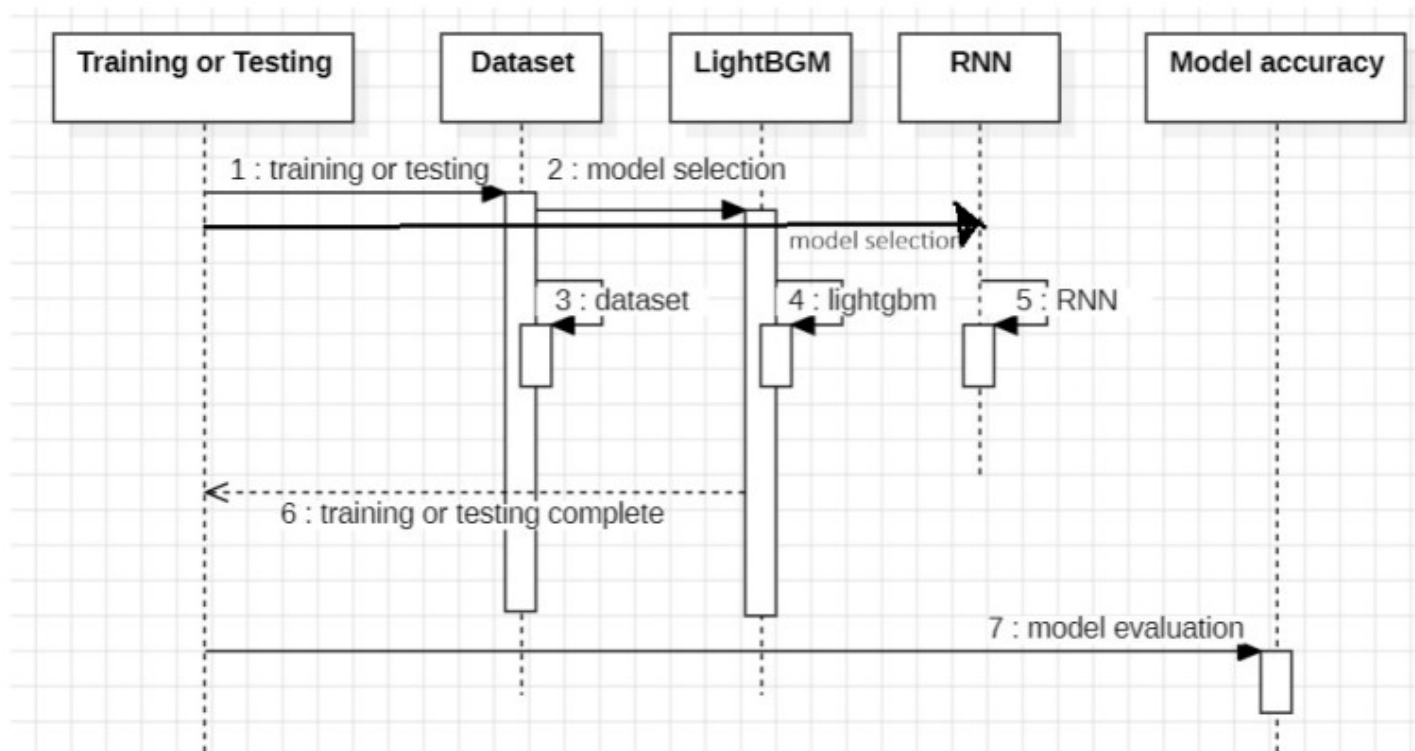 Training or Testing
Dataset
LightBGM
RNN
Model accuracy
1 : training or testing
2 : model selection
model selection
3 : dataset
4 : lightgbm
5 : RNN
6 : training or testing complete
7 : model evaluation